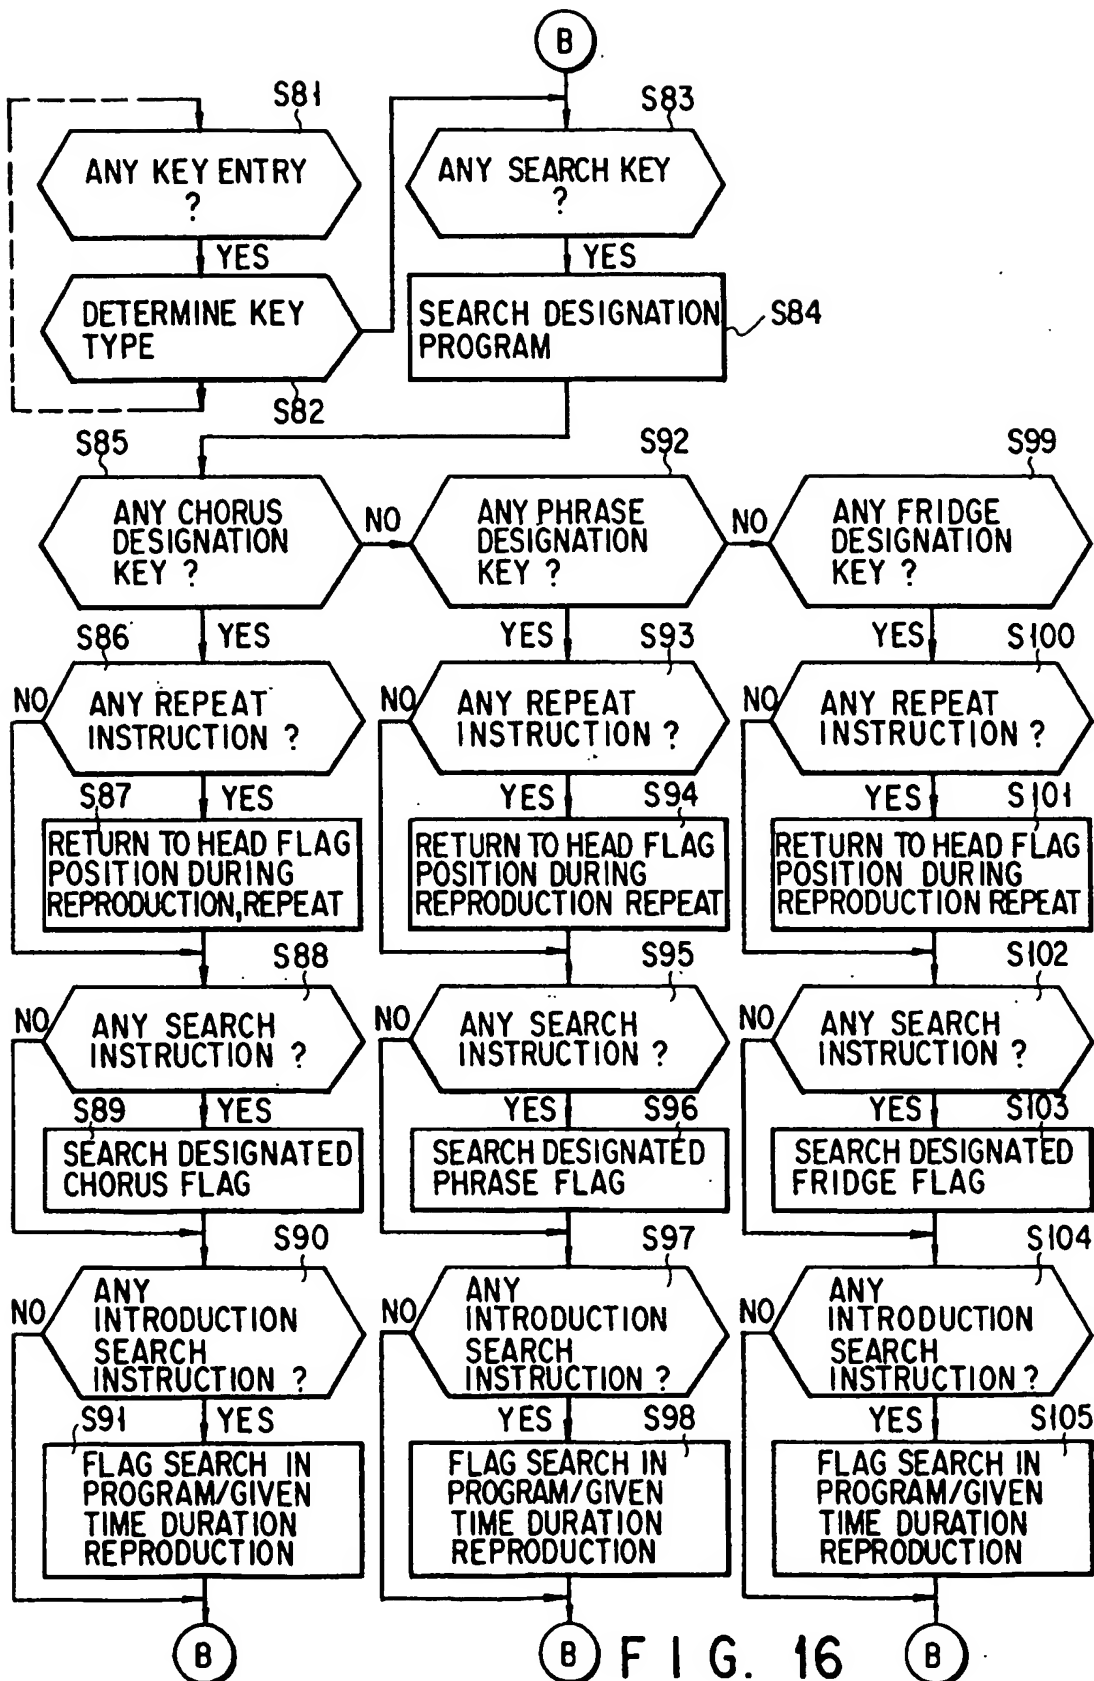 B
S81
ANY KEY ENTRY
?
YES
DETERMINE KEY
TYPE
S82
S83
ANY SEARCH KEY
?
YES
SEARCH DESIGNATION
PROGRAM
S84
S85
ANY CHORUS
DESIGNATION
KEY ?
NO
YES
S86
ANY REPEAT
INSTRUCTION ?
NO
YES
S87
RETURN TO HEAD FLAG
POSITION DURING
REPRODUCTION, REPEAT
S88
ANY SEARCH
INSTRUCTION ?
NO
YES
S89
SEARCH DESIGNATED
CHORUS FLAG
S90
ANY
INTRODUCTION
SEARCH
INSTRUCTION ?
NO
YES
S91
FLAG SEARCH IN
PROGRAM/GIVEN
TIME DURATION
REPRODUCTION
B
S92
ANY PHRASE
DESIGNATION
KEY ?
NO
YES
S93
ANY REPEAT
INSTRUCTION ?
NO
YES
S94
RETURN TO HEAD FLAG
POSITION DURING
REPRODUCTION REPEAT
S95
ANY SEARCH
INSTRUCTION ?
NO
YES
S96
SEARCH DESIGNATED
PHRASE FLAG
S97
ANY
INTRODUCTION
SEARCH
INSTRUCTION ?
NO
YES
S98
FLAG SEARCH IN
PROGRAM/GIVEN
TIME DURATION
REPRODUCTION
B
S99
ANY FRIDGE
DESIGNATION
KEY ?
YES
S100
ANY REPEAT
INSTRUCTION ?
NO
YES
S101
RETURN TO HEAD FLAG
POSITION DURING
REPRODUCTION REPEAT
S102
ANY SEARCH
INSTRUCTION ?
NO
YES
S103
SEARCH DESIGNATED
FRIDGE FLAG
S104
ANY
INTRODUCTION
SEARCH
INSTRUCTION ?
NO
YES
S105
FLAG SEARCH IN
PROGRAM/GIVEN
TIME DURATION
REPRODUCTION
B
FIG. 16